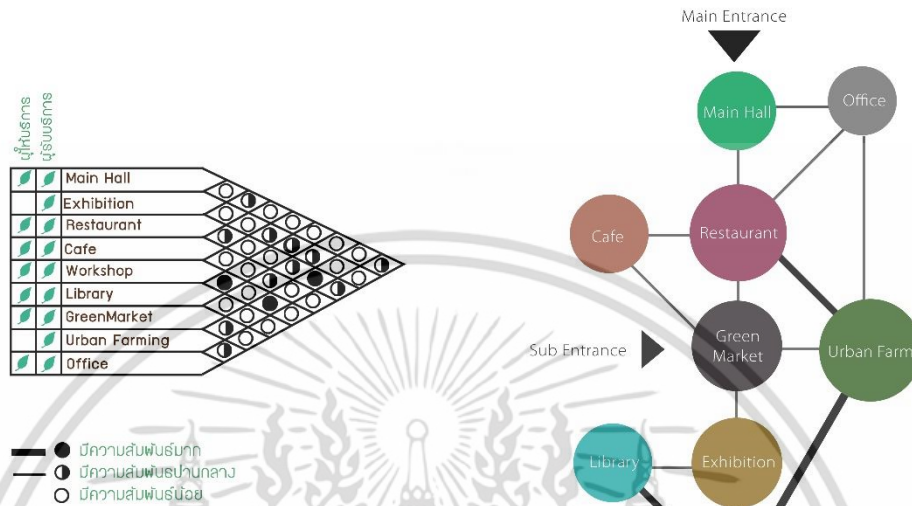 ผู้ให้บริการ
ผู้รับบริการ
Main Hall
Exhibition
Restaurant
Cafe
Workshop
Library
GreenMarket
Urban Farming
Office
มีความสัมพันธ์มาก
มีความสัมพันธ์ปานกลาง
มีความสัมพันธ์น้อย
Main Entrance
Main Hall
Office
Cafe
Restaurant
Sub Entrance
Green
Market
Urban Farm
Library
Exhibition